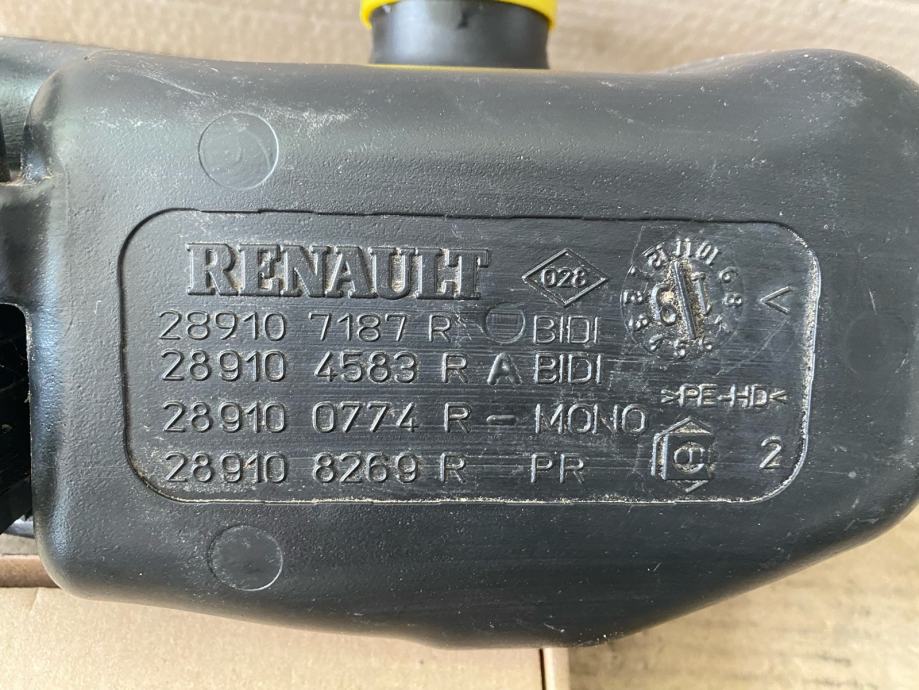 RENAULT 028
28910 7187 R BIDI
28910 4583 R A BIDI
>PE-HD<
28910 0774 R - MONO
28910 8269 R PR 2